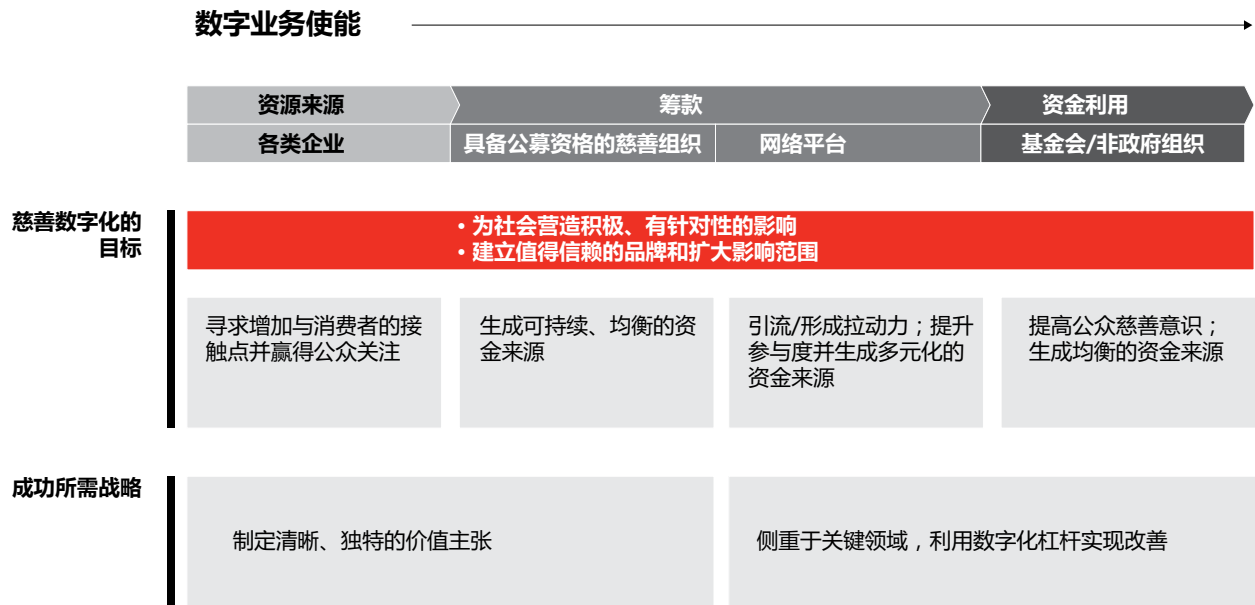 数字业务使能
资源来源
筹款
资金利用
各类企业
具备公募资格的慈善组织
网络平台
基金会/非政府组织
慈善数字化的
目标
• 为社会营造积极、有针对性的影响
• 建立值得信赖的品牌和扩大影响范围
寻求增加与消费者的接
触点并赢得公众关注
生成可持续、均衡的资
金来源
引流/形成拉动力；提升
参与度并生成多元化的
资金来源
提高公众慈善意识；
生成均衡的资金来源
成功所需战略
制定清晰、独特的价值主张
侧重于关键领域，利用数字化杠杆实现改善